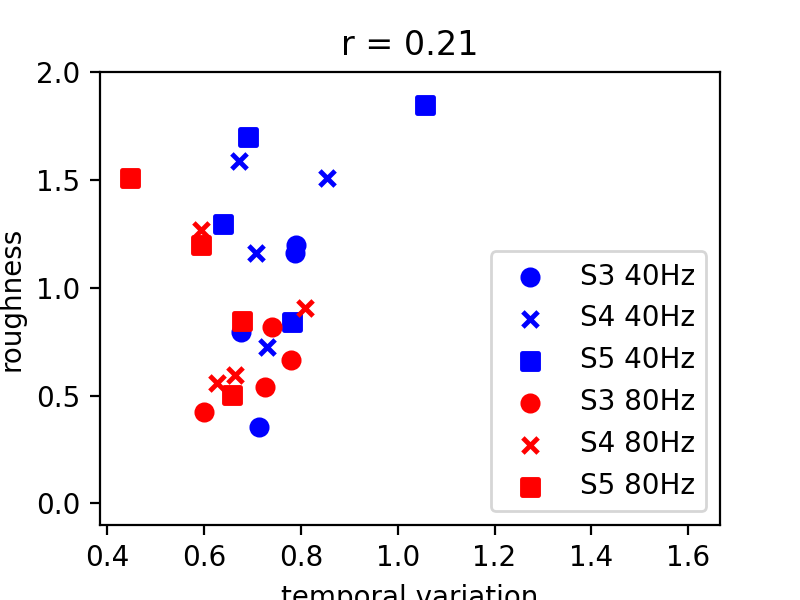 r = 0.21
2.0
1.5
1.0
0.5
0.0
roughness
S3 40Hz
S4 40Hz
S5 40Hz
S3 80Hz
S4 80Hz
S5 80Hz
0.4 0.6 0.8 1.0 1.2 1.4 1.6
temporal variation